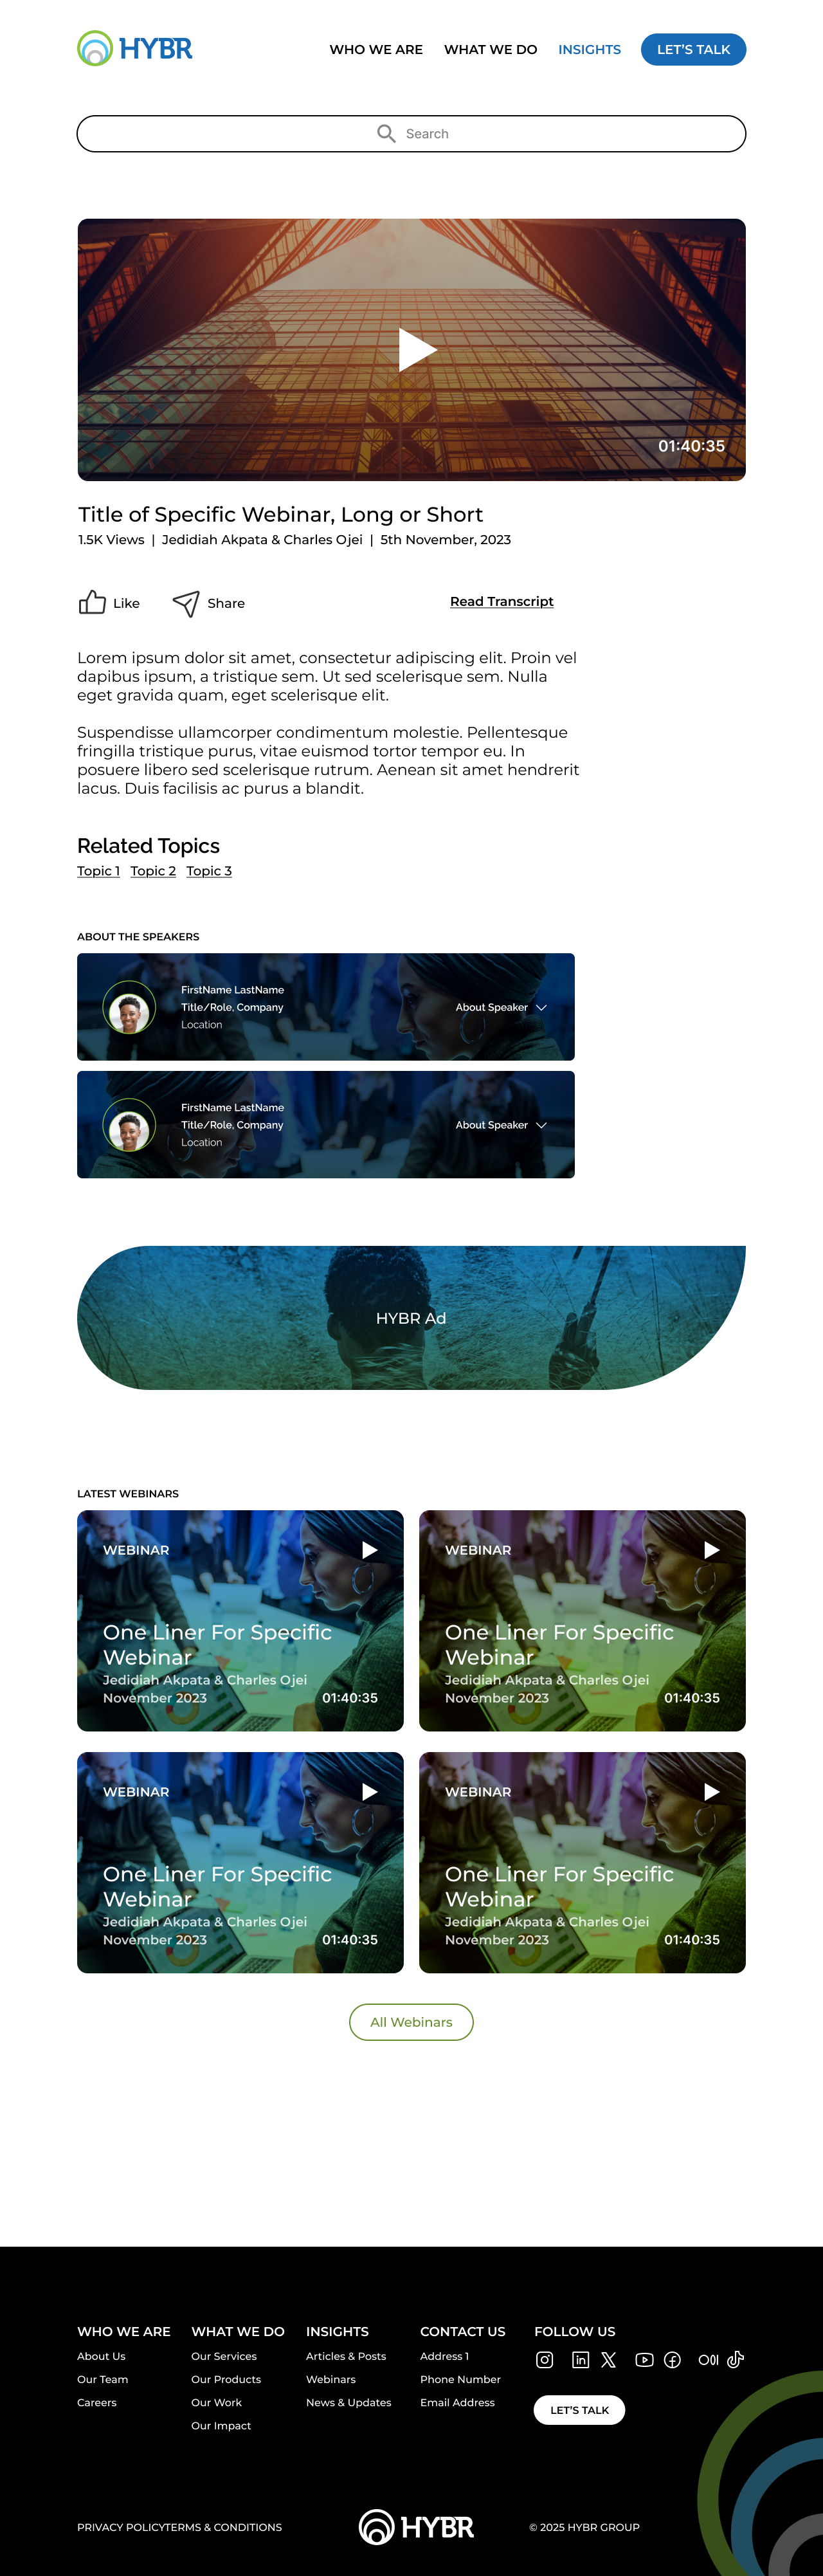 HYBR
WHO WE ARE WHAT WE DO INSIGHTS LET'S TALK
Search
01:40:35
Title of Specific Webinar, Long or Short
1.5K Views | Jedidiah Akpata & Charles Ojei | 5th November, 2023
Like Share Read Transcript
Lorem ipsum dolor sit amet, consectetur adipiscing elit. Proin vel
dapibus ipsum, a tristique sem. Ut sed scelerisque sem. Nulla
eget gravida quam, eget scelerisque elit.
Suspendisse ullamcorper condimentum molestie. Pellentesque
fringilla tristique purus, vitae euismod tortor tempor eu. In
posuere libero sed scelerisque rutrum. Aenean sit amet hendrerit
lacus. Duis facilisis ac purus a blandit.
Related Topics
Topic 1 Topic 2 Topic 3
ABOUT THE SPEAKERS
FirstName LastName
Title/Role, Company
Location
About Speaker
FirstName LastName
Title/Role, Company
Location
About Speaker
HYBR Ad
LATEST WEBINARS
WEBINAR
One Liner For Specific
Webinar
Jedidiah Akpata & Charles Ojei
November 2023 01:40:35
WEBINAR
One Liner For Specific
Webinar
Jedidiah Akpata & Charles Ojei
November 2023 01:40:35
WEBINAR
One Liner For Specific
Webinar
Jedidiah Akpata & Charles Ojei
November 2023 01:40:35
WEBINAR
One Liner For Specific
Webinar
Jedidiah Akpata & Charles Ojei
November 2023 01:40:35
All Webinars
WHO WE ARE
About Us
Our Team
Careers
WHAT WE DO
Our Services
Our Products
Our Work
Our Impact
INSIGHTS
Articles & Posts
Webinars
News & Updates
CONTACT US
Address 1
Phone Number
Email Address
FOLLOW US
LET'S TALK
PRIVACY POLICYTERMS & CONDITIONS
HYBR
© 2025 HYBR GROUP